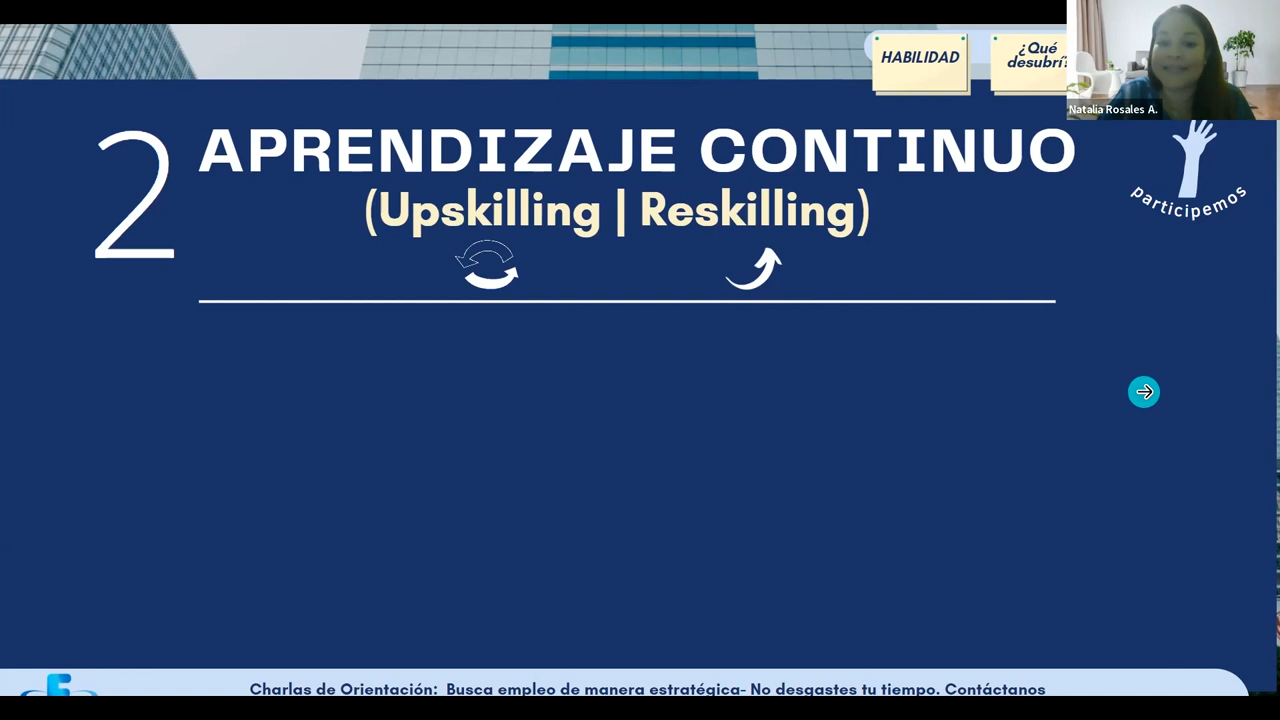 HABILIDAD
¿Qué
desubrí?
Natalia Rosales A.
2
APRENDIZAJE CONTINUO
(Upskilling | Reskilling)
participemos
Charlas de Orientación: Busca empleo de manera estratégica- No desgastes tu tiempo. Contáctanos